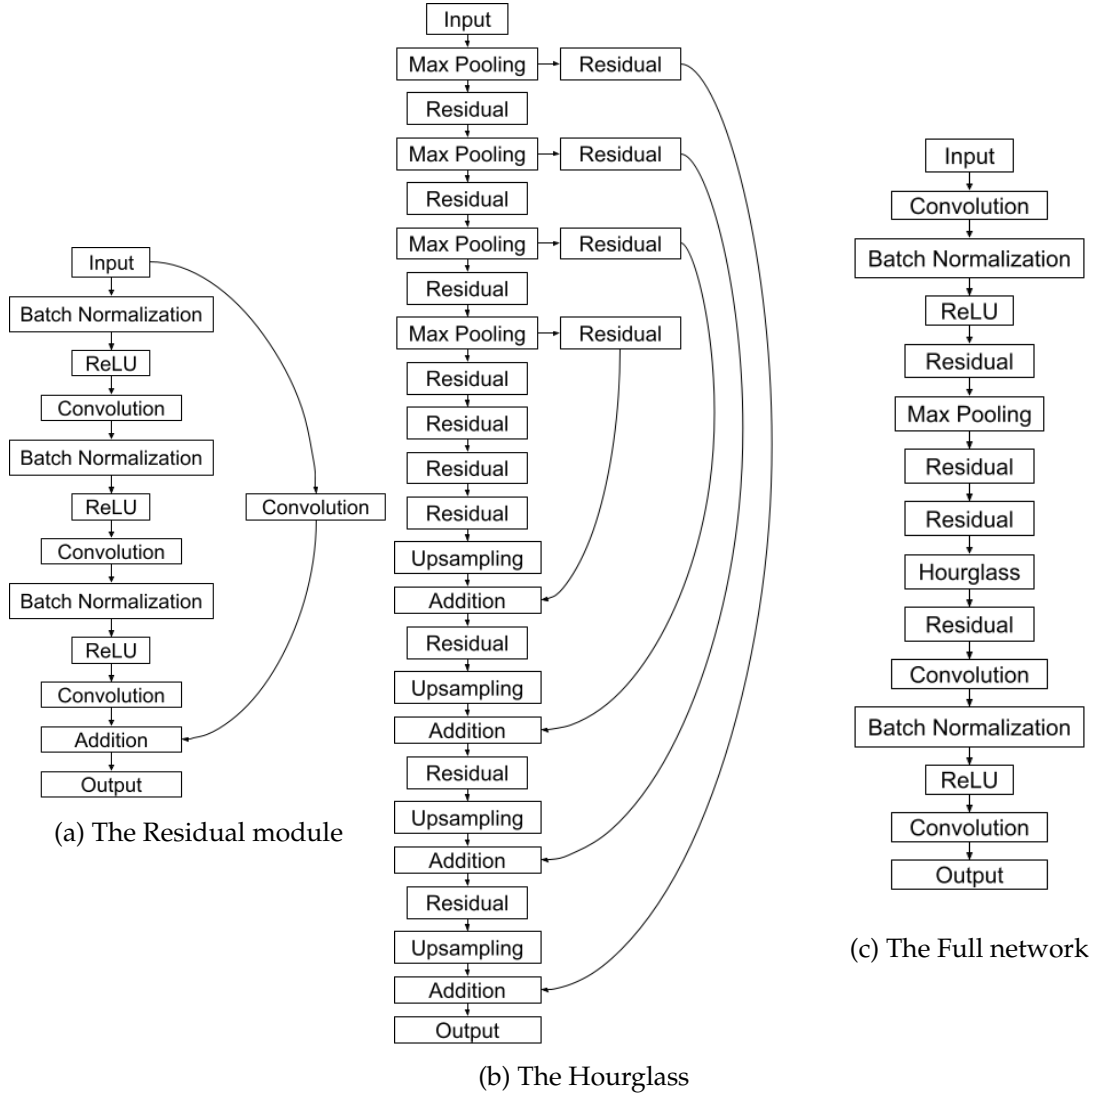 Input
Batch Normalization
ReLU
Convolution
Batch Normalization
ReLU
Convolution
Convolution
Batch Normalization
ReLU
Convolution
Addition
Output
(a) The Residual module
Input
Max Pooling
Residual
Residual
Max Pooling
Residual
Residual
Max Pooling
Residual
Residual
Max Pooling
Residual
Residual
Residual
Residual
Residual
Upsampling
Addition
Residual
Upsampling
Addition
Residual
Upsampling
Addition
Residual
Upsampling
Addition
Output
(b) The Hourglass
Input
Convolution
Batch Normalization
ReLU
Residual
Max Pooling
Residual
Residual
Hourglass
Residual
Convolution
Batch Normalization
ReLU
Convolution
Output
(c) The Full network